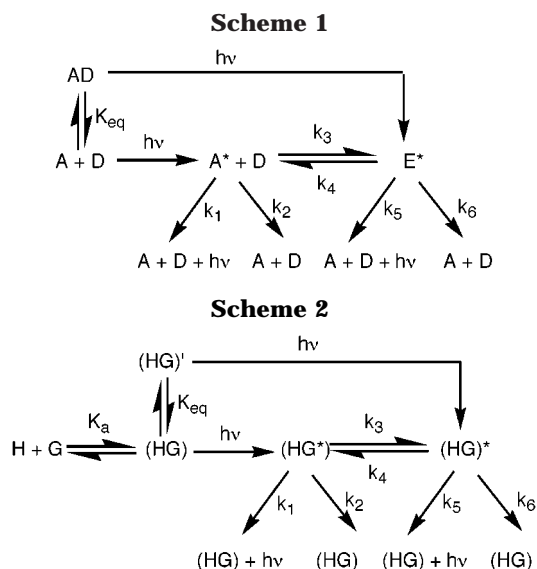 Scheme 1
hν
AD
Keq
hν
k3
A + D
A* + D
E*
k4
k1
k2
k5
k6
A + D + hν A + D A + D + hν A + D
Scheme 2
hν
(HG)'
Ka
Keq
hν
k3
H + G
(HG)
(HG*)
(HG)*
k4
k1
k2
k5
k6
(HG) + hν (HG) (HG) + hν (HG)